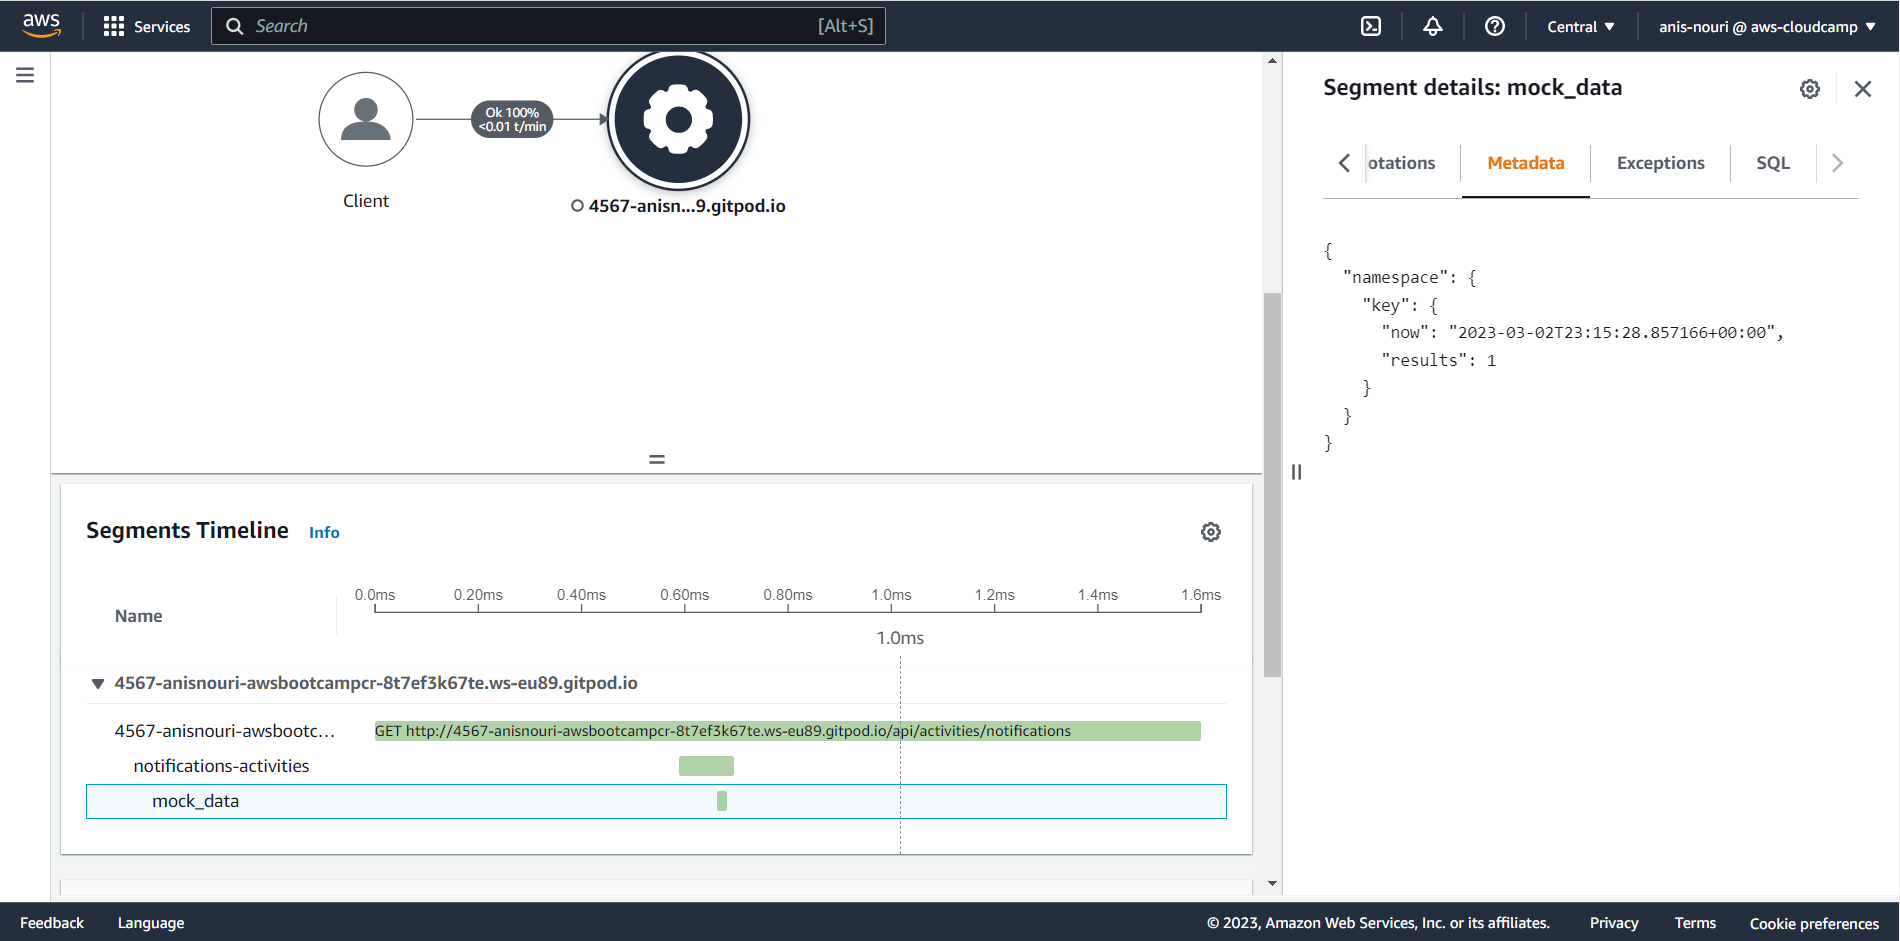 aws
Services
Search
[Alt+S]
Central ▼
anis-nouri @ aws-cloudcamp ▼
Ok 100%
<0.01 t/min
Client
4567-anisn...9.gitpod.io
Segments Timeline
Info
Name
0.0ms 0.20ms 0.40ms 0.60ms 0.80ms 1.0ms 1.2ms 1.4ms 1.6ms
1.0ms
4567-anisnouri-awsbootcampcr-8t7ef3k67te.ws-eu89.gitpod.io
4567-anisnouri-awsbootc...
GET http://4567-anisnouri-awsbootcampcr-8t7ef3k67te.ws-eu89.gitpod.io/api/activities/notifications
notifications-activities
mock_data
Segment details: mock_data
otations
Metadata
Exceptions
SQL
{
"namespace": {
"key": {
"now": "2023-03-02T23:15:28.857166+00:00",
"results": 1
}
}
}
Feedback
Language
© 2023, Amazon Web Services, Inc. or its affiliates.
Privacy
Terms
Cookie preferences